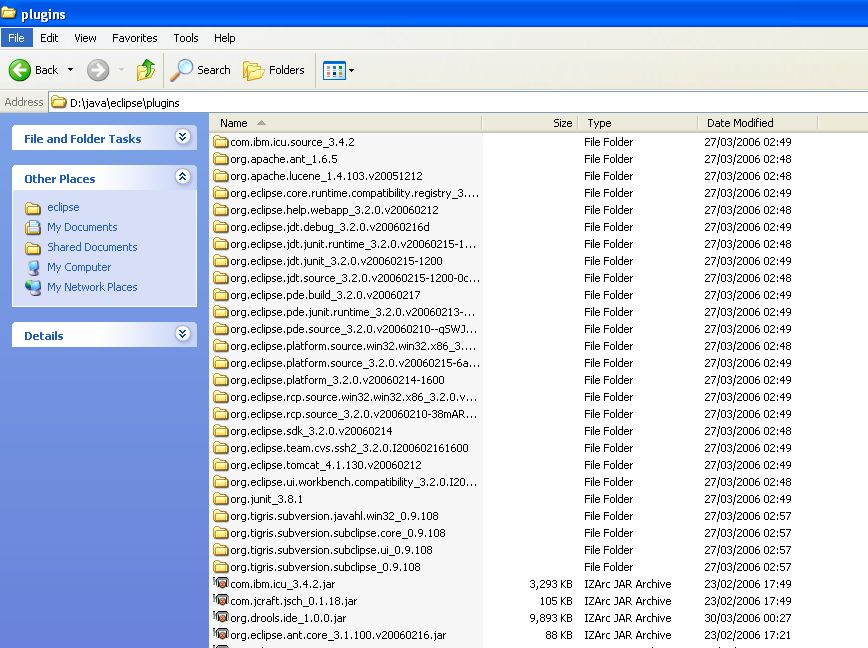 plugins
File Edit View Favorites Tools Help
Back Search Folders
Address D:\java\eclipse\plugins
Name Size Type Date Modified
File and Folder Tasks
Other Places
eclipse
My Documents
Shared Documents
My Computer
My Network Places
Details
com.ibm.icu.source_3.4.2 File Folder 27/03/2006 02:49
org.apache.ant_1.6.5 File Folder 27/03/2006 02:48
org.apache.lucene_1.4.103.v20051212 File Folder 27/03/2006 02:48
org.eclipse.core.runtime.compatibility.registry_3.... File Folder 27/03/2006 02:49
org.eclipse.help.webapp_3.2.0.v20060212 File Folder 27/03/2006 02:48
org.eclipse.jdt.debug_3.2.0.v20060216d File Folder 27/03/2006 02:49
org.eclipse.jdt.junit.runtime_3.2.0.v20060215-1... File Folder 27/03/2006 02:48
org.eclipse.jdt.junit_3.2.0.v20060215-1200 File Folder 27/03/2006 02:49
org.eclipse.jdt.source_3.2.0.v20060215-1200-0c... File Folder 27/03/2006 02:48
org.eclipse.pde.build_3.2.0.v20060217 File Folder 27/03/2006 02:49
org.eclipse.pde.junit.runtime_3.2.0.v20060213-... File Folder 27/03/2006 02:49
org.eclipse.pde.source_3.2.0.v20060210--qSWJ... File Folder 27/03/2006 02:49
org.eclipse.platform.source.win32.win32.x86_3.... File Folder 27/03/2006 02:48
org.eclipse.platform.source_3.2.0.v20060215-6a... File Folder 27/03/2006 02:49
org.eclipse.platform_3.2.0.v20060214-1600 File Folder 27/03/2006 02:49
org.eclipse.rcp.source.win32.win32.x86_3.2.0.v... File Folder 27/03/2006 02:49
org.eclipse.rcp.source_3.2.0.v20060210-38mAR... File Folder 27/03/2006 02:49
org.eclipse.sdk_3.2.0.v20060214 File Folder 27/03/2006 02:48
org.eclipse.team.cvs.ssh2_3.2.0.I200602161600 File Folder 27/03/2006 02:49
org.eclipse.tomcat_4.1.130.v20060212 File Folder 27/03/2006 02:49
org.eclipse.ui.workbench.compatibility_3.2.0.I20... File Folder 27/03/2006 02:48
org.junit_3.8.1 File Folder 27/03/2006 02:49
org.tigris.subversion.javahl.win32_0.9.108 File Folder 27/03/2006 02:57
org.tigris.subversion.subclipse.core_0.9.108 File Folder 27/03/2006 02:57
org.tigris.subversion.subclipse.ui_0.9.108 File Folder 27/03/2006 02:57
org.tigris.subversion.subclipse_0.9.108 File Folder 27/03/2006 02:57
com.ibm.icu_3.4.2.jar 3,293 KB IZArc JAR Archive 23/02/2006 17:49
com.jcraft.jsch_0.1.18.jar 105 KB IZArc JAR Archive 23/02/2006 17:49
org.drools.ide_1.0.0.jar 9,893 KB IZArc JAR Archive 30/03/2006 00:27
org.eclipse.ant.core_3.1.100.v20060216.jar 88 KB IZArc JAR Archive 23/02/2006 17:21